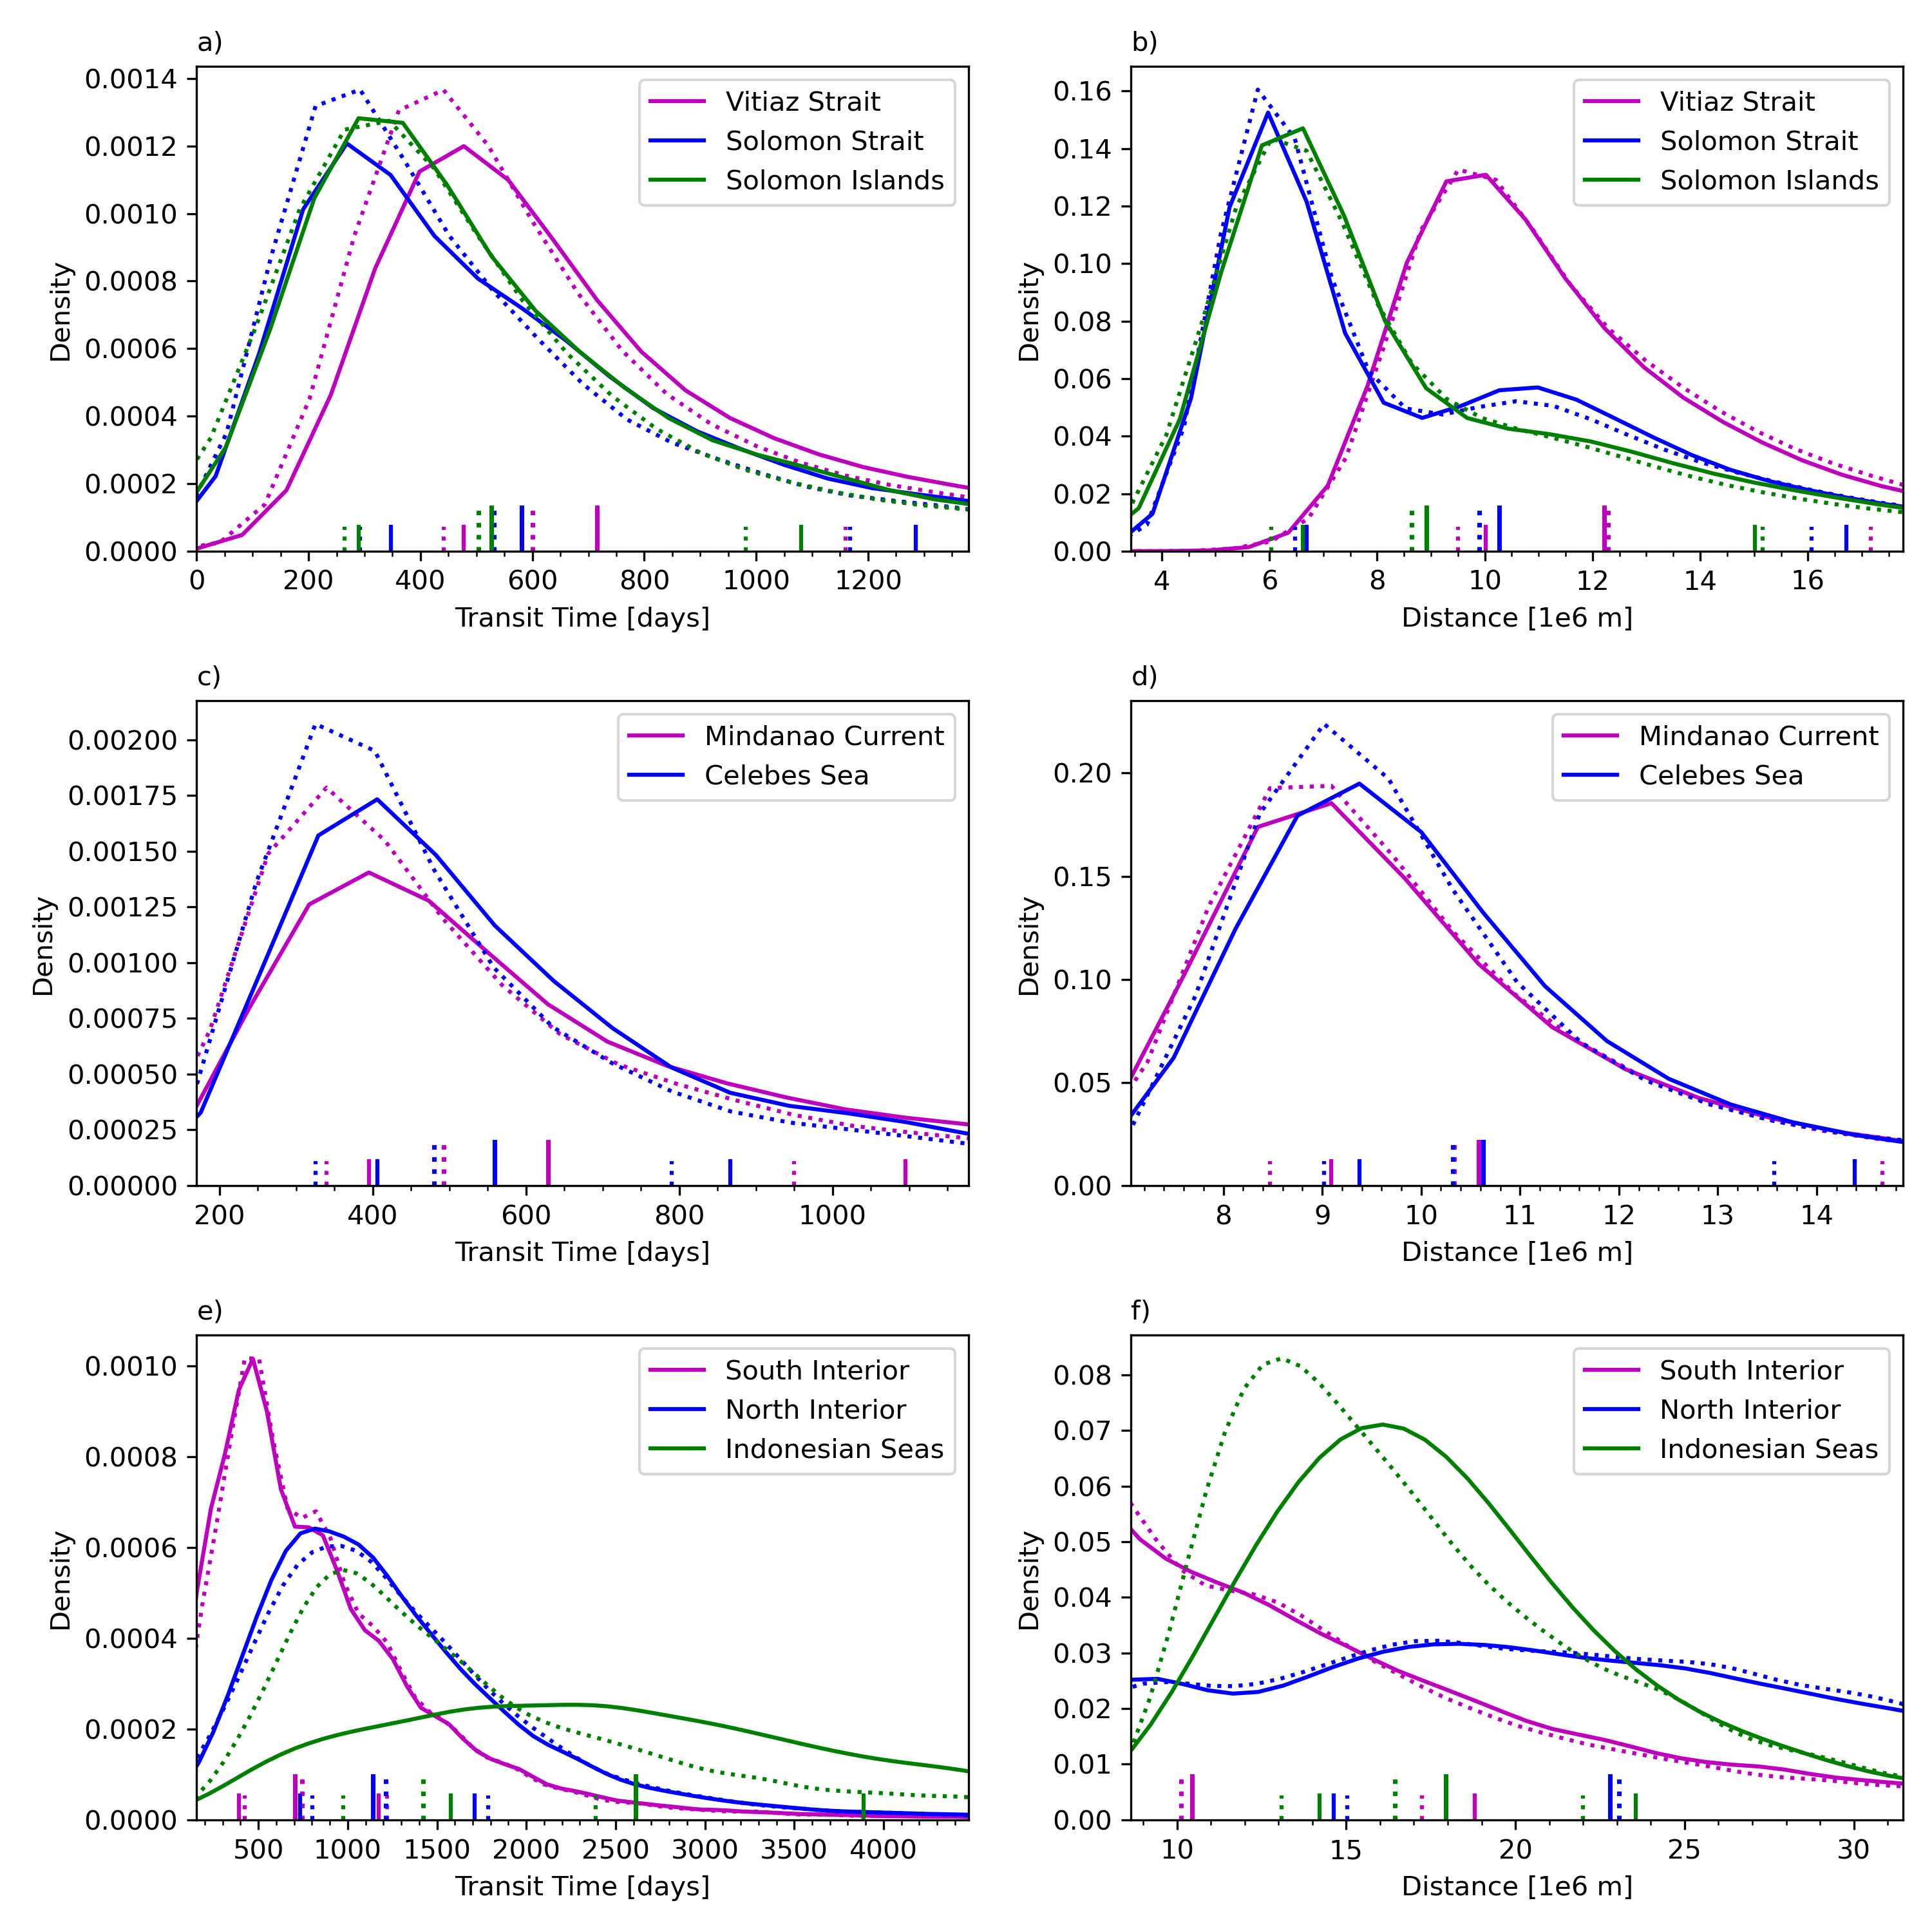 a)
0.0014
0.0012
0.0010
0.0008
0.0006
0.0004
0.0002
0.0000
Density
Vitiaz Strait
Solomon Strait
Solomon Islands
0 200 400 600 800 1000 1200
Transit Time [days]
b)
0.16
0.14
0.12
0.10
0.08
0.06
0.04
0.02
0.00
Density
Vitiaz Strait
Solomon Strait
Solomon Islands
4 6 8 10 12 14 16
Distance [1e6 m]
c)
0.00200
0.00175
0.00150
0.00125
0.00100
0.00075
0.00050
0.00025
0.00000
Density
Mindanao Current
Celebes Sea
200 400 600 800 1000
Transit Time [days]
d)
0.20
0.15
0.10
0.05
0.00
Density
Mindanao Current
Celebes Sea
8 9 10 11 12 13 14
Distance [1e6 m]
e)
0.0010
0.0008
0.0006
0.0004
0.0002
0.0000
Density
South Interior
North Interior
Indonesian Seas
500 1000 1500 2000 2500 3000 3500 4000
Transit Time [days]
f)
0.08
0.07
0.06
0.05
0.04
0.03
0.02
0.01
0.00
Density
South Interior
North Interior
Indonesian Seas
10 15 20 25 30
Distance [1e6 m]